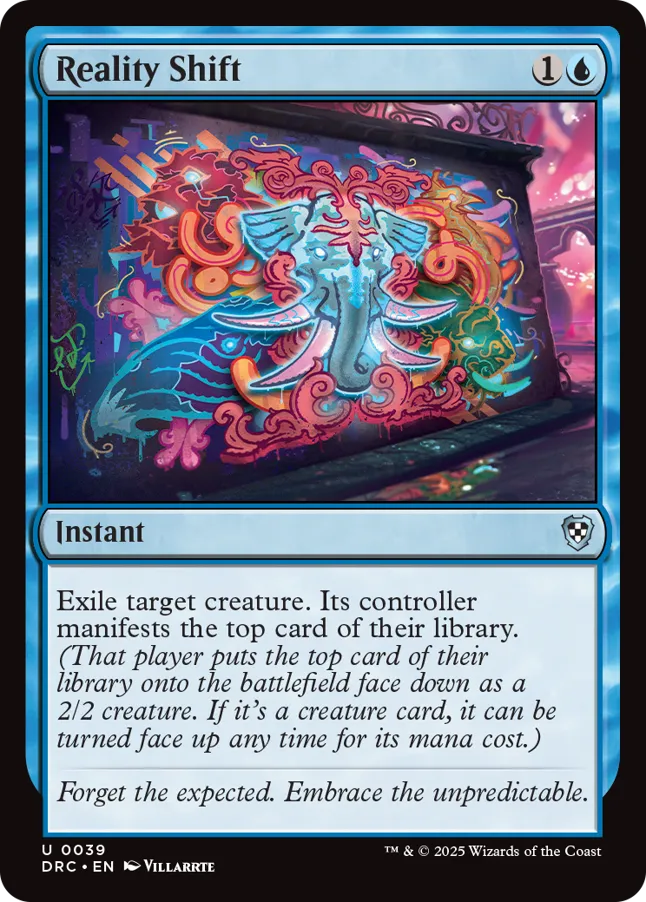 Reality Shift 1
Instant
Exile target creature. Its controller
manifests the top card of their library.
(That player puts the top card of their
library onto the battlefield face down as a
2/2 creature. If it's a creature card, it can be
turned face up any time for its mana cost.)
Forget the expected. Embrace the unpredictable.
U 0039
DRC • EN VILLARRTE
™ & © 2025 Wizards of the Coast